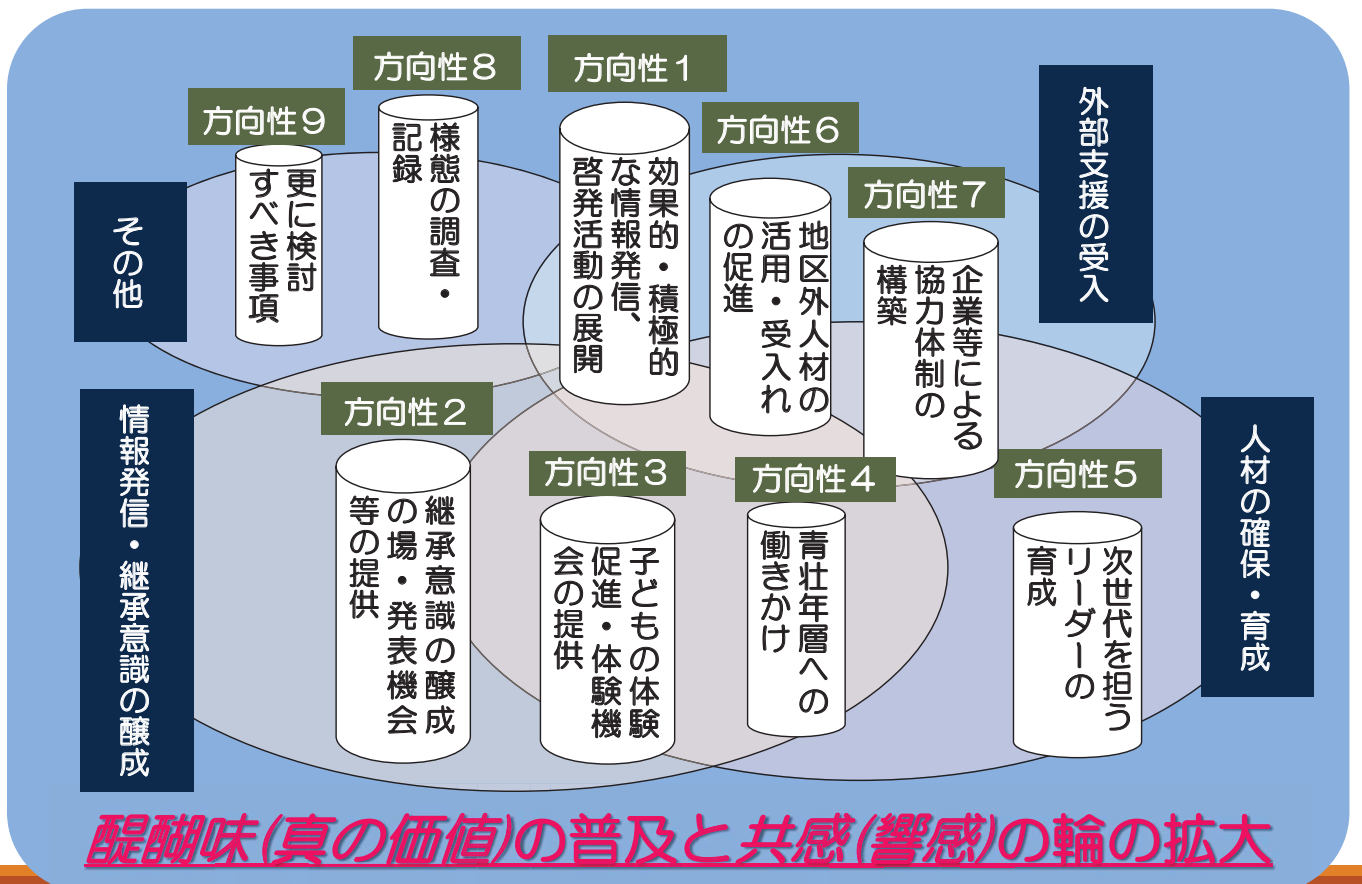 方向性8
方向性1
方向性9
方向性6
方向性7
外部支援の受入
その他
更に検討
すべき事項
様態の調査・
記録
効果的・積極的
な情報発信、
啓発活動の展開
地区外人材の
活用・受入れ
の促進
企業等による
協力体制の
構築
情報発信・継承意識の醸成
方向性2
方向性3
方向性4
方向性5
人材の確保・育成
継承意識の醸成
の場・発表機会
等の提供
子どもの体験
促進・体験機
会の提供
青壮年層への
働きかけ
次世代を担う
リーダーの
育成
醍醐味(真の価値)の普及と共感(響感)の輪の拡大